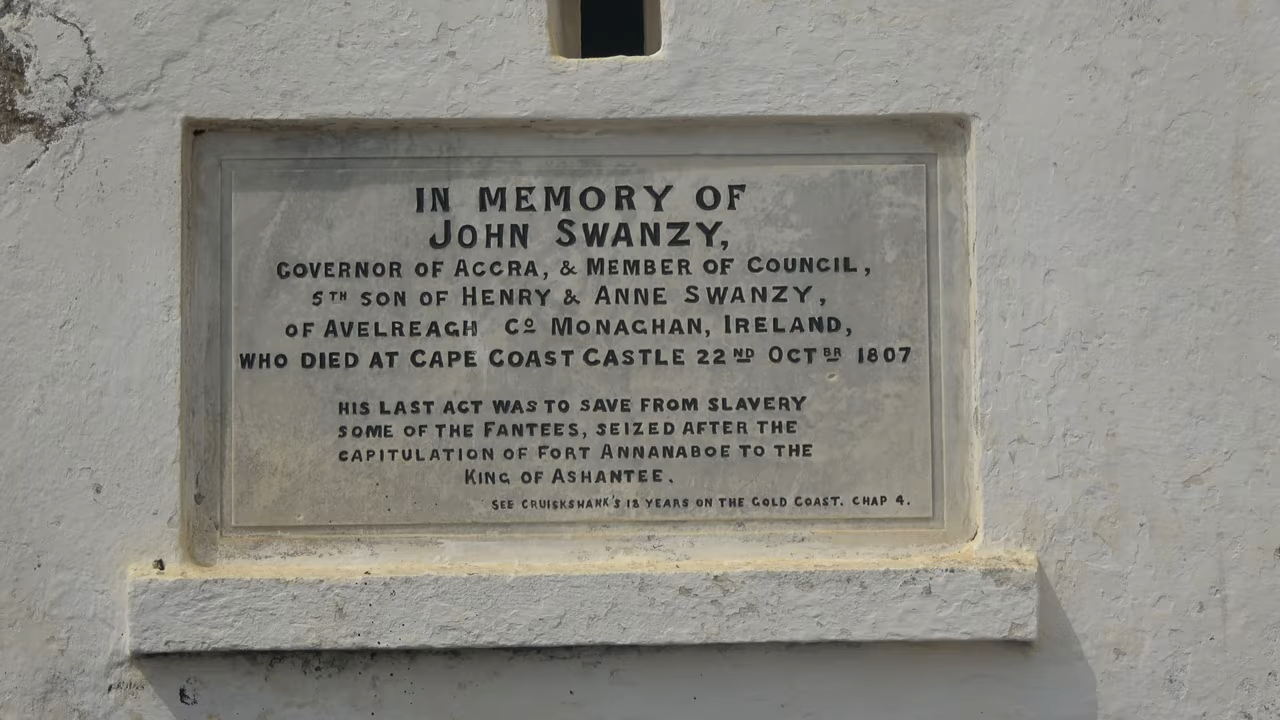 IN MEMORY OF
JOHN SWANZY,
GOVERNOR OF ACCRA, & MEMBER OF COUNCIL,
5TH SON OF HENRY & ANNE SWANZY,
OF AVELREAGH Co MONAGHAN, IRELAND,
WHO DIED AT CAPE COAST CASTLE 22ND OCTBR 1807
HIS LAST ACT WAS TO SAVE FROM SLAVERY
SOME OF THE FANTEES, SEIZED AFTER THE
CAPITULATION OF FORT ANNANABOE TO THE
KING OF ASHANTEE.
SEE CRUISKSHANK'S 18 YEARS ON THE GOLD COAST. CHAP 4.